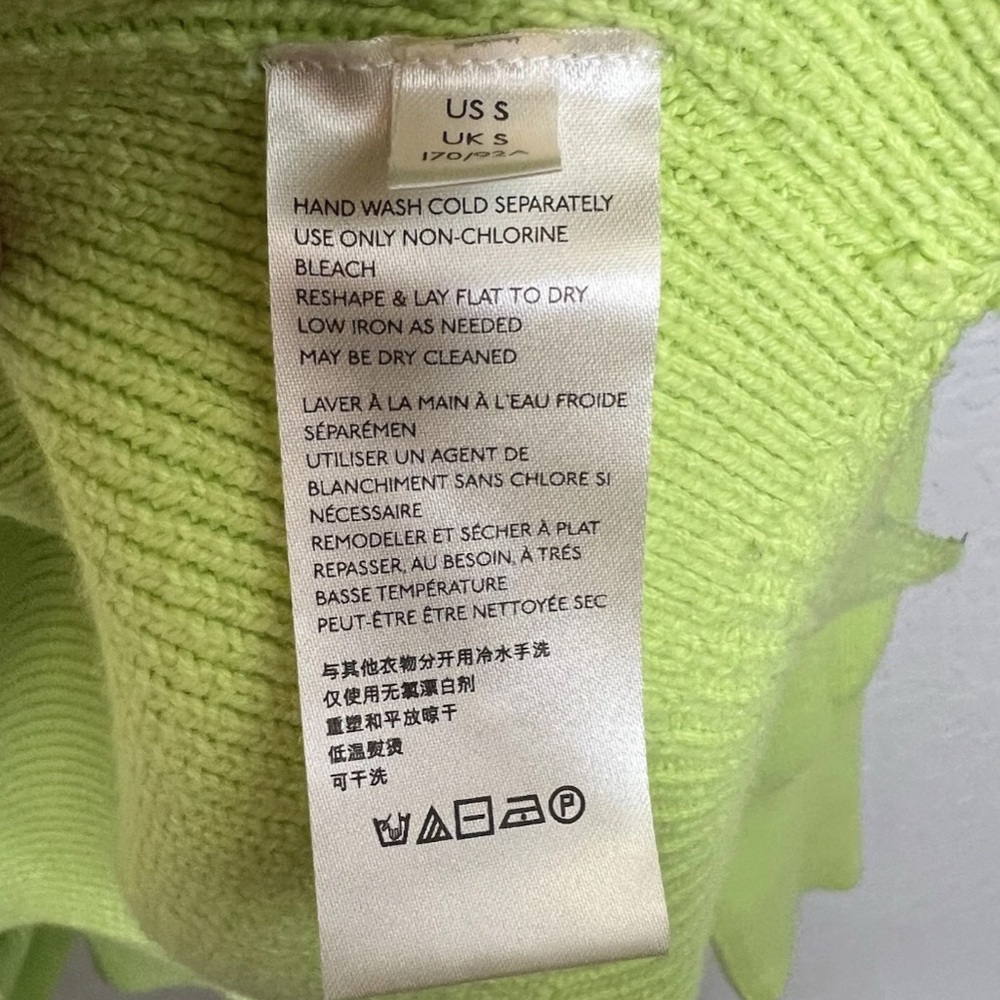 US S
UK S
170/92A
HAND WASH COLD SEPARATELY
USE ONLY NON-CHLORINE
BLEACH
RESHAPE & LAY FLAT TO DRY
LOW IRON AS NEEDED
MAY BE DRY CLEANED
LAVER À LA MAIN À L'EAU FROIDE
SÉPARÉMEN
UTILISER UN AGENT DE
BLANCHIMENT SANS CHLORE SI
NÉCESSAIRE
REMODELER ET SÉCHER À PLAT
REPASSER, AU BESOIN, À TRÉS
BASSE TEMPÉRATURE
PEUT-ÊTRE ÊTRE NETTOYÉE SEC
与其他衣物分开用冷水手洗
仅使用无氯漂白剂
重塑和平放晾干
低温熨烫
可干洗
P